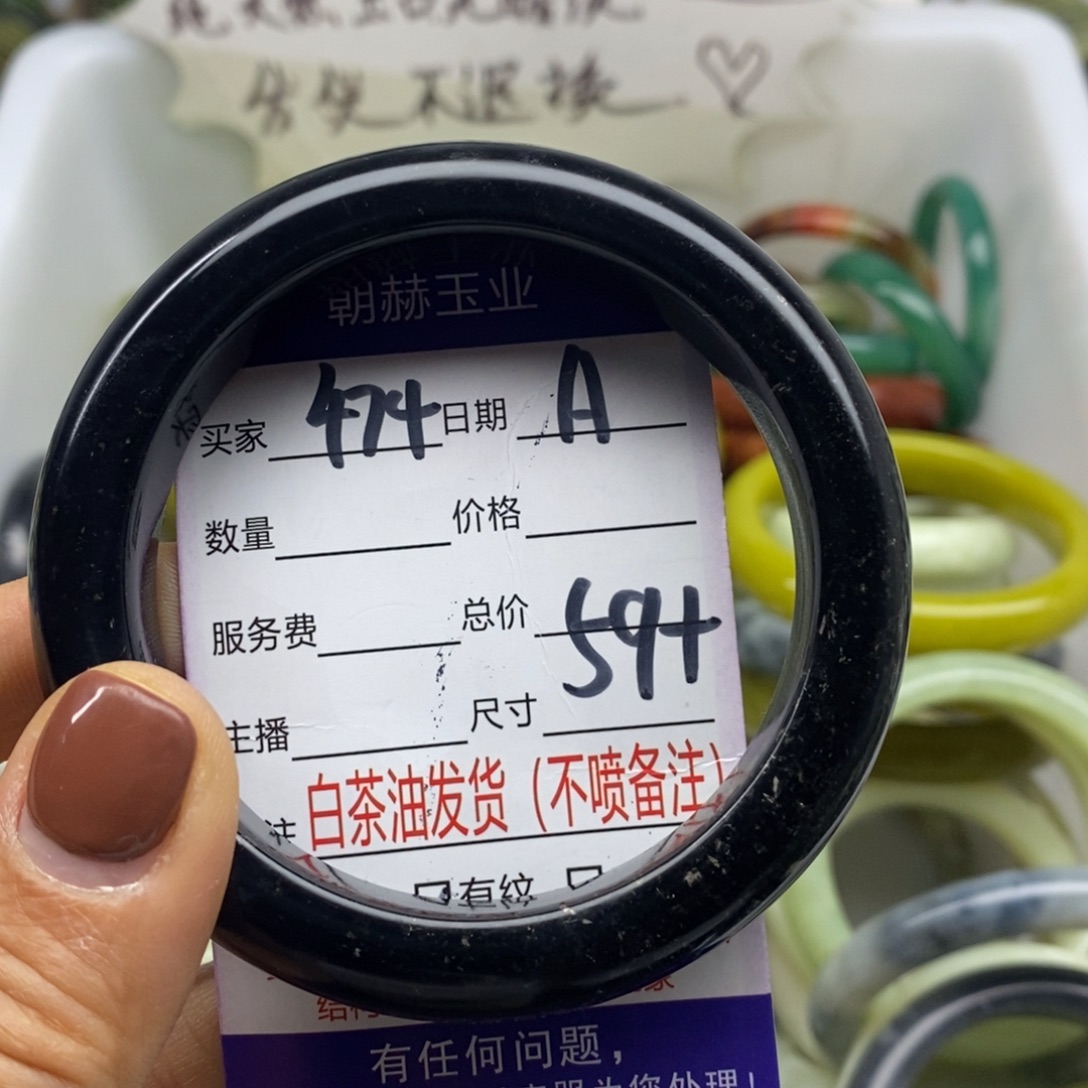 售出不退换
朝赫玉业
买家 474 日期 A
数量 价格
服务费 总价 59+
主播 尺寸
注 白茶油发货（不喷备注）
有纹
有任何问题，